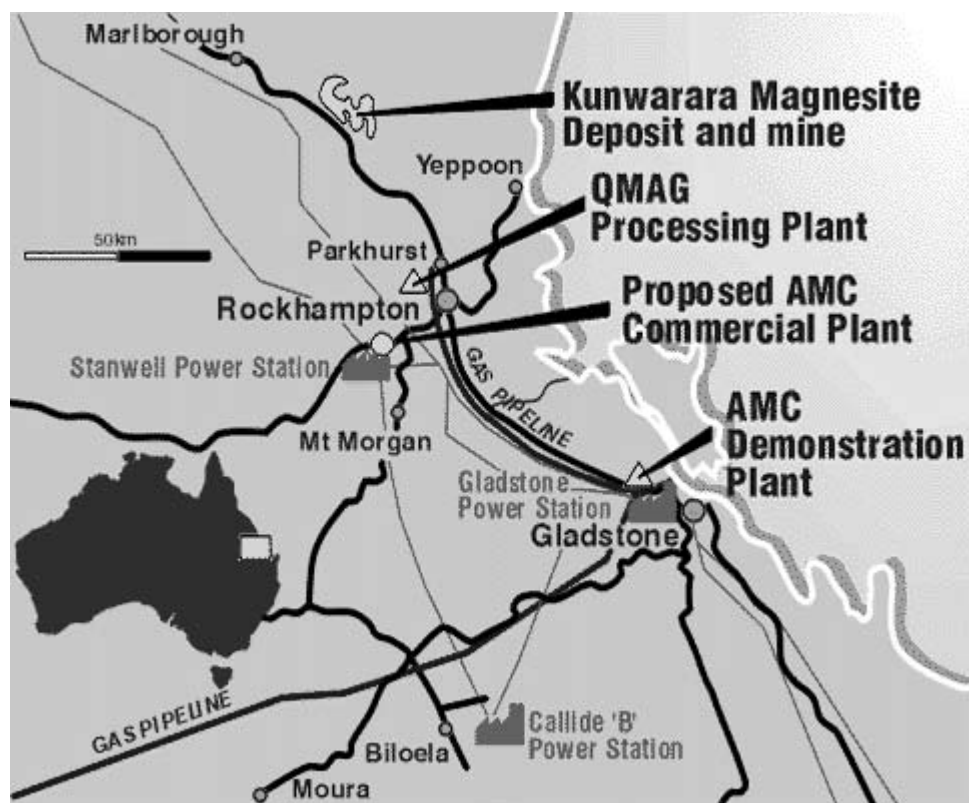 Marlborough
Kunwarara Magnesite
Deposit and mine
Yeppoon
QMAG
Processing Plant
50km
Parkhurst
Rockhampton
Proposed AMC
Commercial Plant
Stanwell Power Station
GAS PIPELINE
Mt Morgan
AMC
Demonstration
Plant
Gladstone
Power Station
Gladstone
GAS PIPELINE
Callide 'B'
Power Station
Biloela
Moura